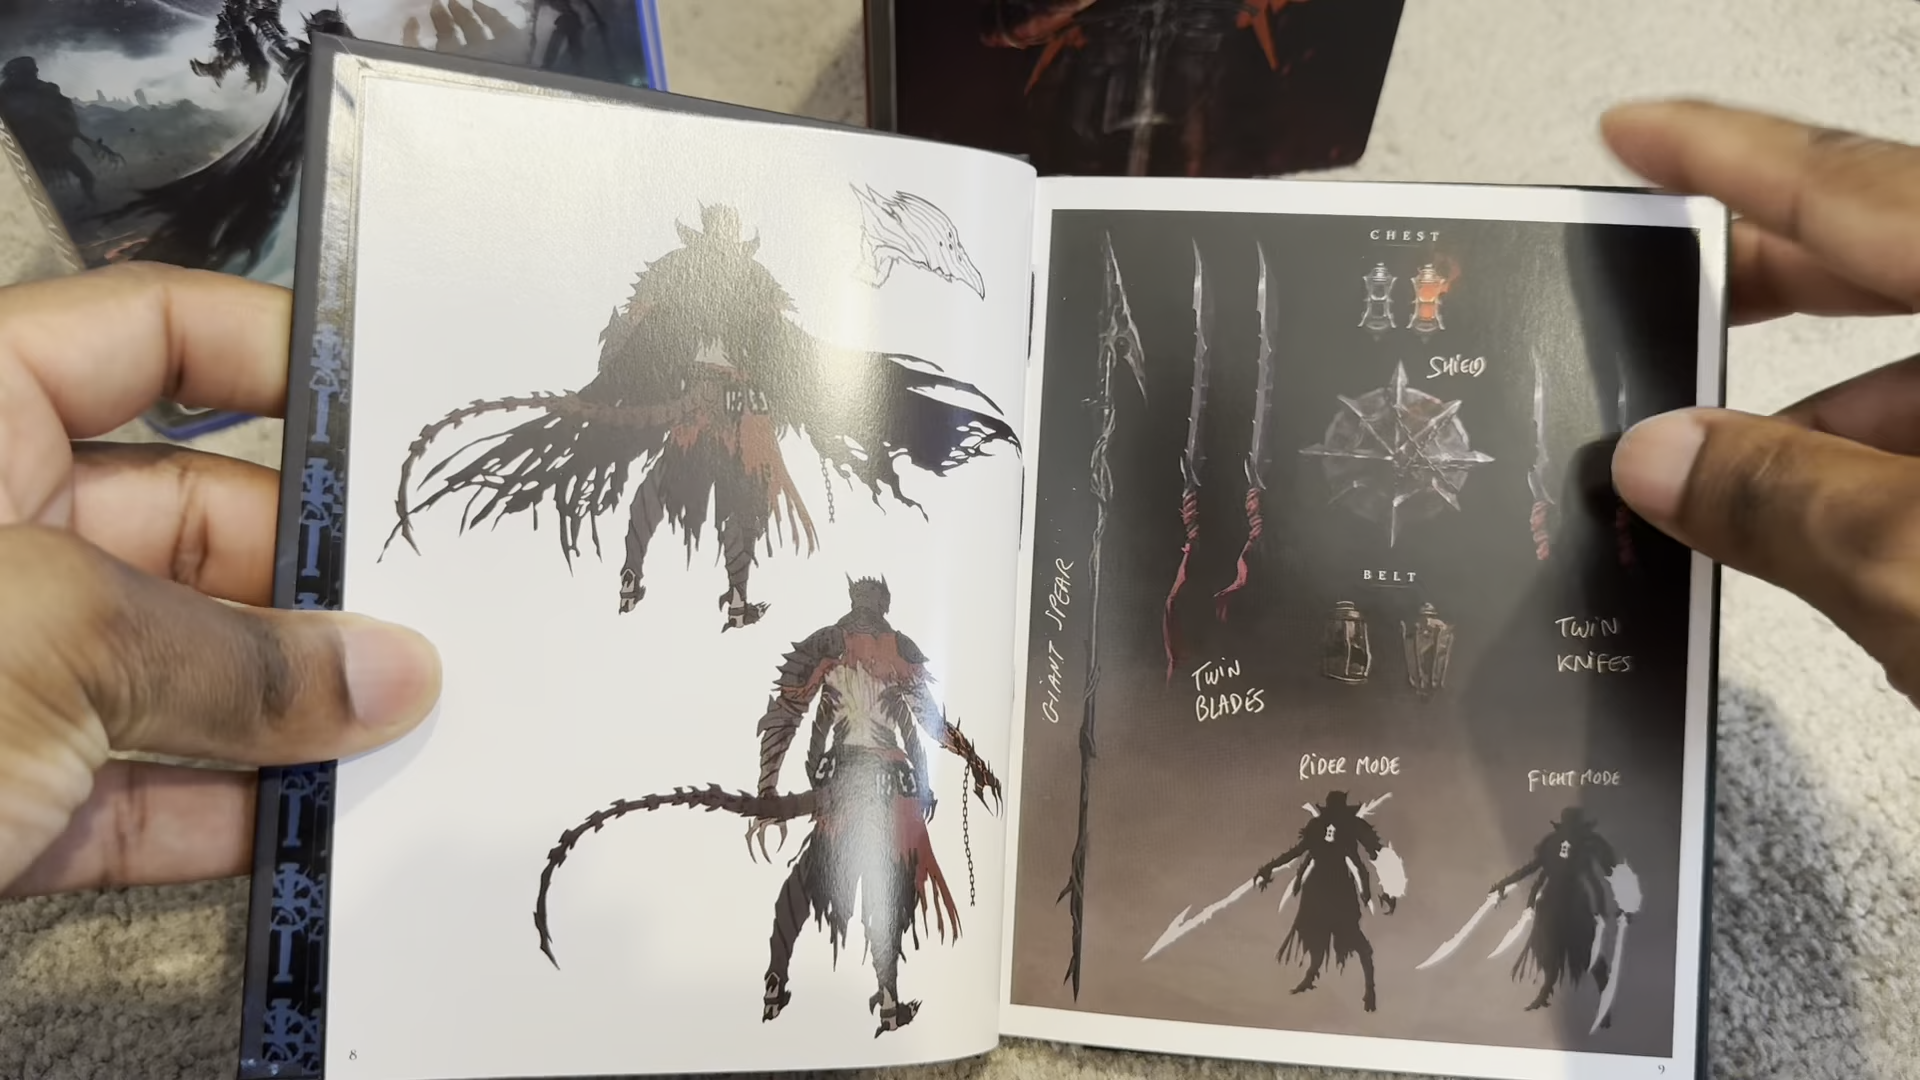 CHEST
SHIELD
GIANT SPEAR
BELT
TWIN
KNIFES
TWIN
BLADES
RIDER MODE
FIGHT MODE
8
9